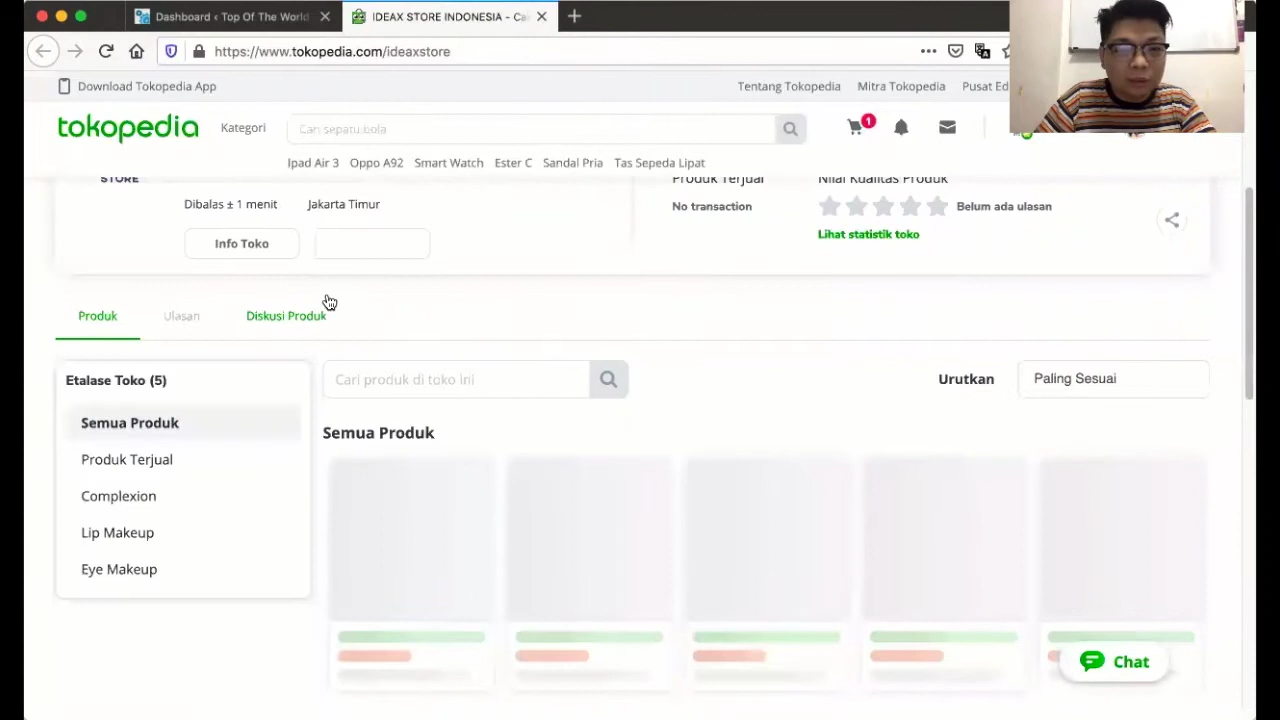 Dashboard ‹ Top Of The World
IDEAX STORE INDONESIA - Ca
https://www.tokopedia.com/ideaxstore
Download Tokopedia App
Tentang Tokopedia
Mitra Tokopedia
Pusat Ed
tokopedia
Kategori
Cari sepatu bola
1
Ipad Air 3
Oppo A92
Smart Watch
Ester C
Sandal Pria
Tas Sepeda Lipat
STORE
Produk Terjual
Nilai Kualitas Produk
Dibalas ± 1 menit
Jakarta Timur
No transaction
Belum ada ulasan
Lihat statistik toko
Info Toko
Produk
Ulasan
Diskusi Produk
Etalase Toko (5)
Cari produk di toko ini
Urutkan
Paling Sesuai
Semua Produk
Semua Produk
Produk Terjual
Complexion
Lip Makeup
Eye Makeup
Chat